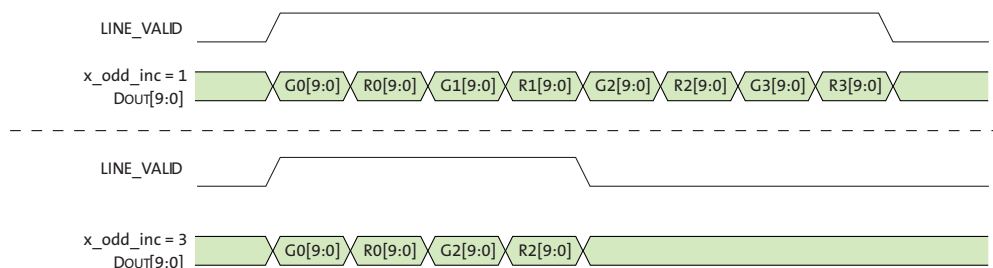 LINE_VALID
x_odd_inc = 1
DOUT[9:0]
G0[9:0] R0[9:0] G1[9:0] R1[9:0] G2[9:0] R2[9:0] G3[9:0] R3[9:0]
LINE_VALID
x_odd_inc = 3
DOUT[9:0]
G0[9:0] R0[9:0] G2[9:0] R2[9:0]